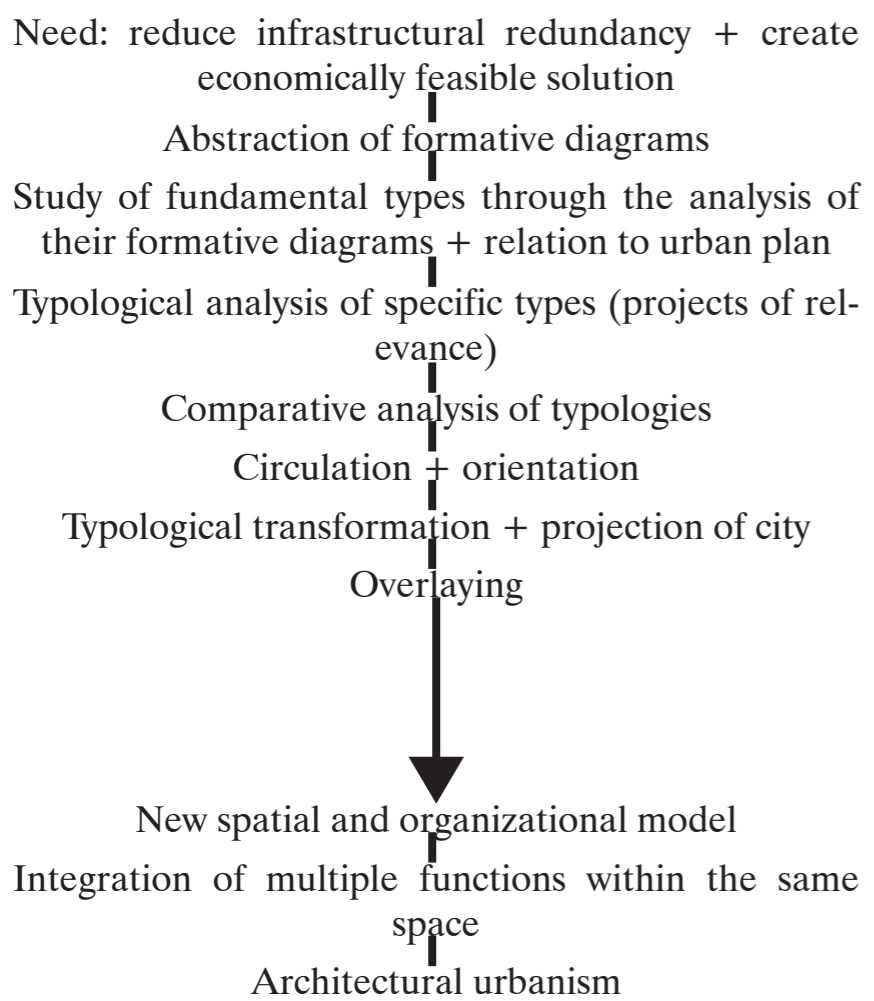 Need: reduce infrastructural redundancy + create
economically feasible solution
Abstraction of formative diagrams
Study of fundamental types through the analysis of
their formative diagrams + relation to urban plan
Typological analysis of specific types (projects of rel-
evance)
Comparative analysis of typologies
Circulation + orientation
Typological transformation + projection of city
Overlaying
New spatial and organizational model
Integration of multiple functions within the same
space
Architectural urbanism